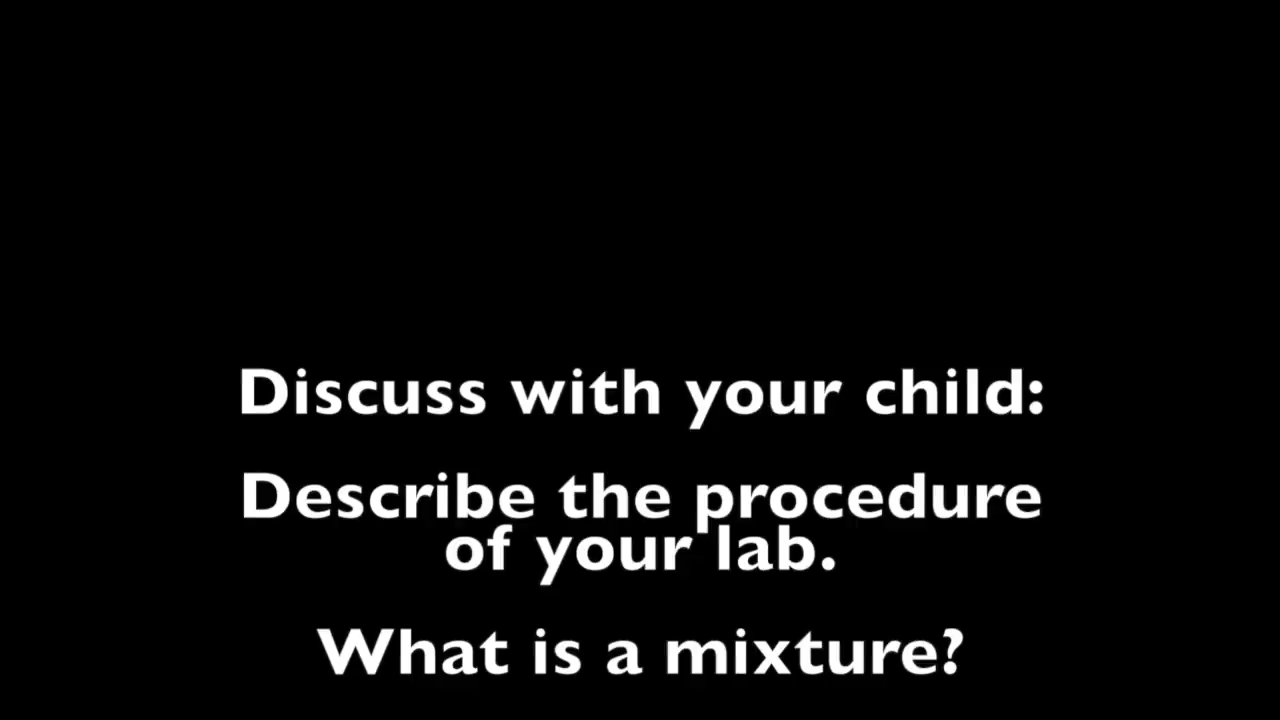 Discuss with your child:
Describe the procedure
of your lab.
What is a mixture?